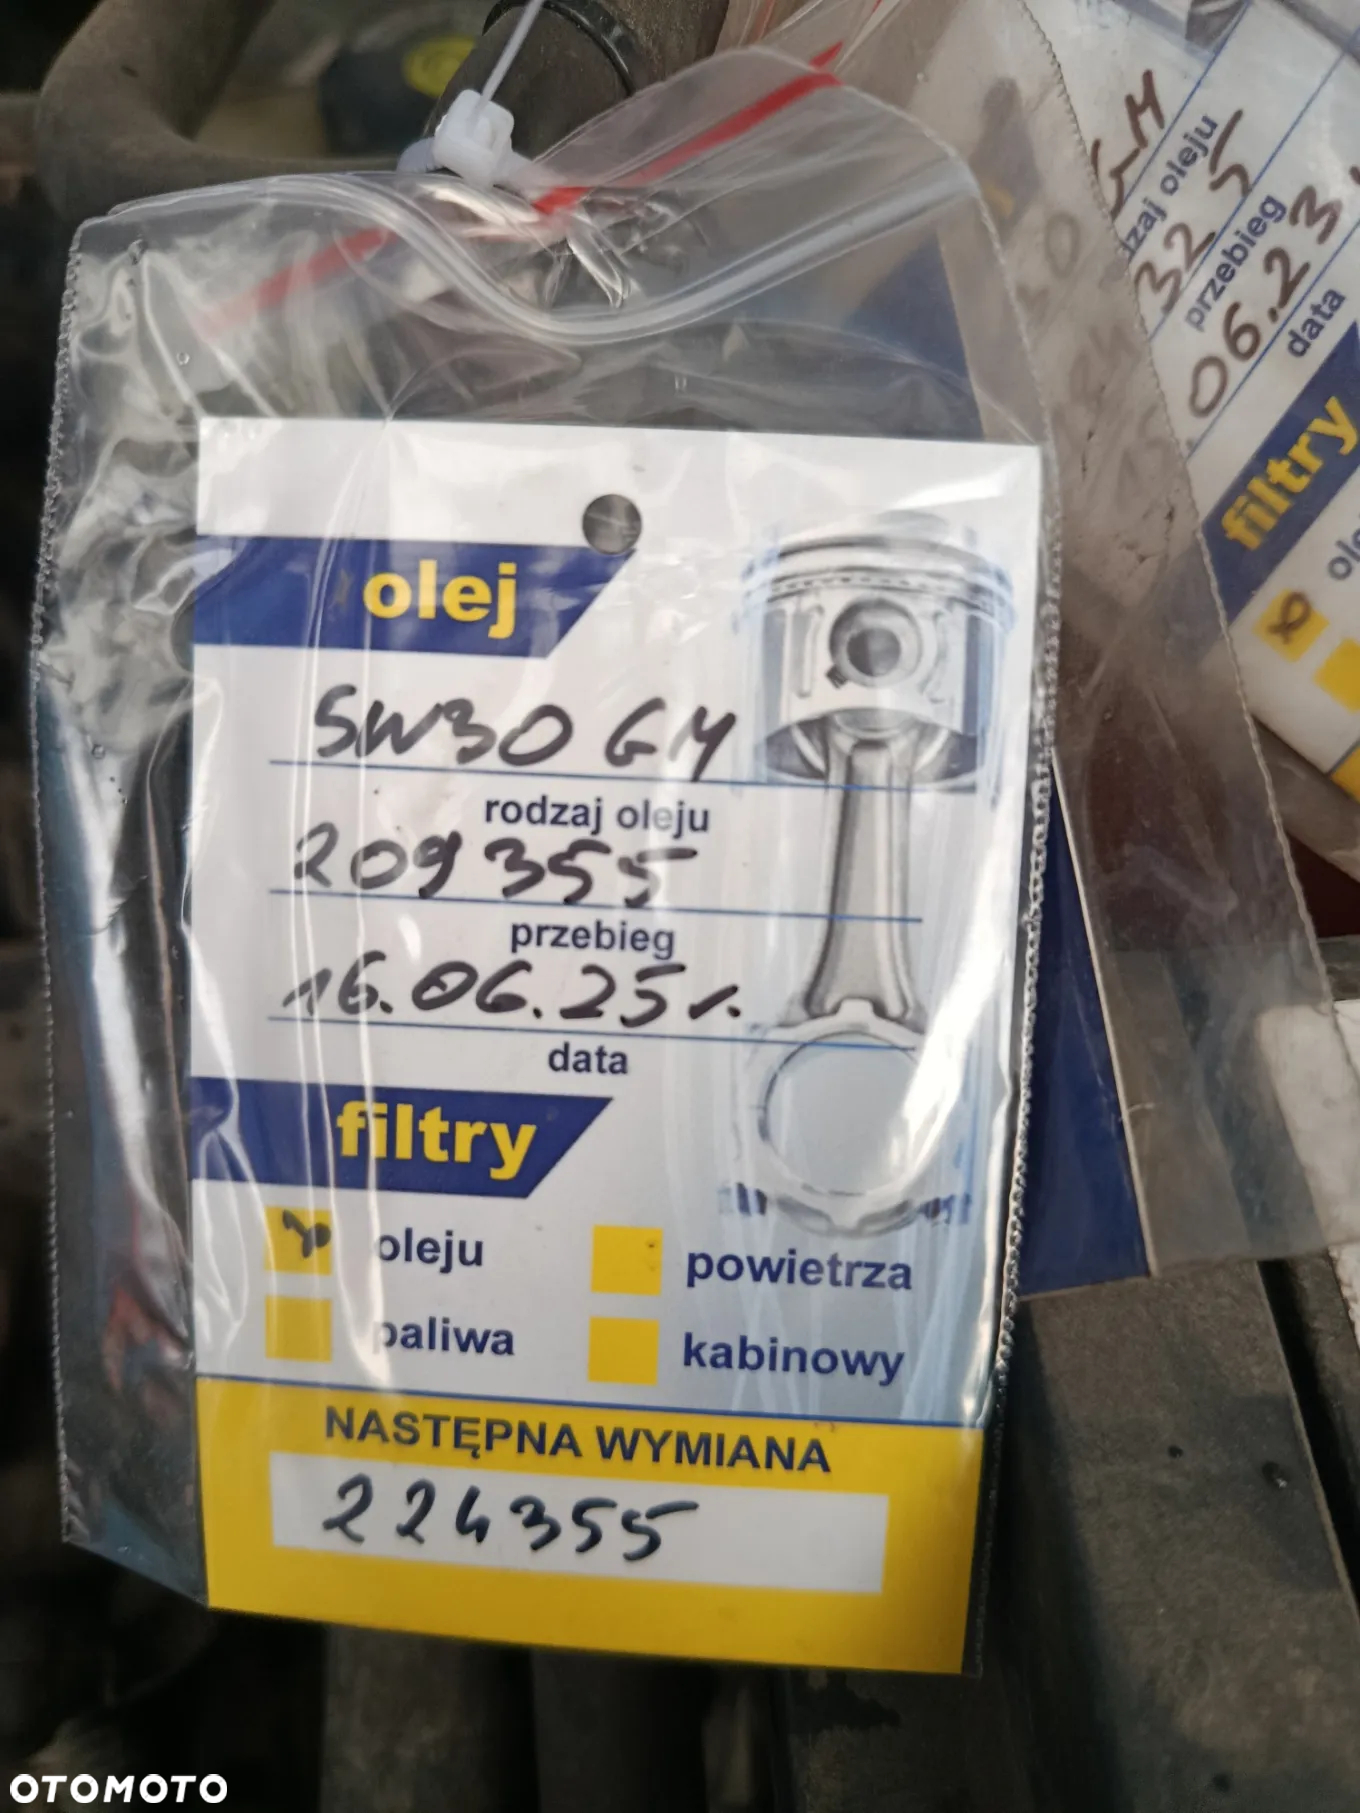 olej
5W30 GM
rodzaj oleju
209355
przebieg
16.06.25r.
data
filtry
oleju
powietrza
paliwa
kabinowy
NASTĘPNA WYMIANA
224355
GM
oleju
325
przebieg
06.23
data
filtry
OTOMOTO